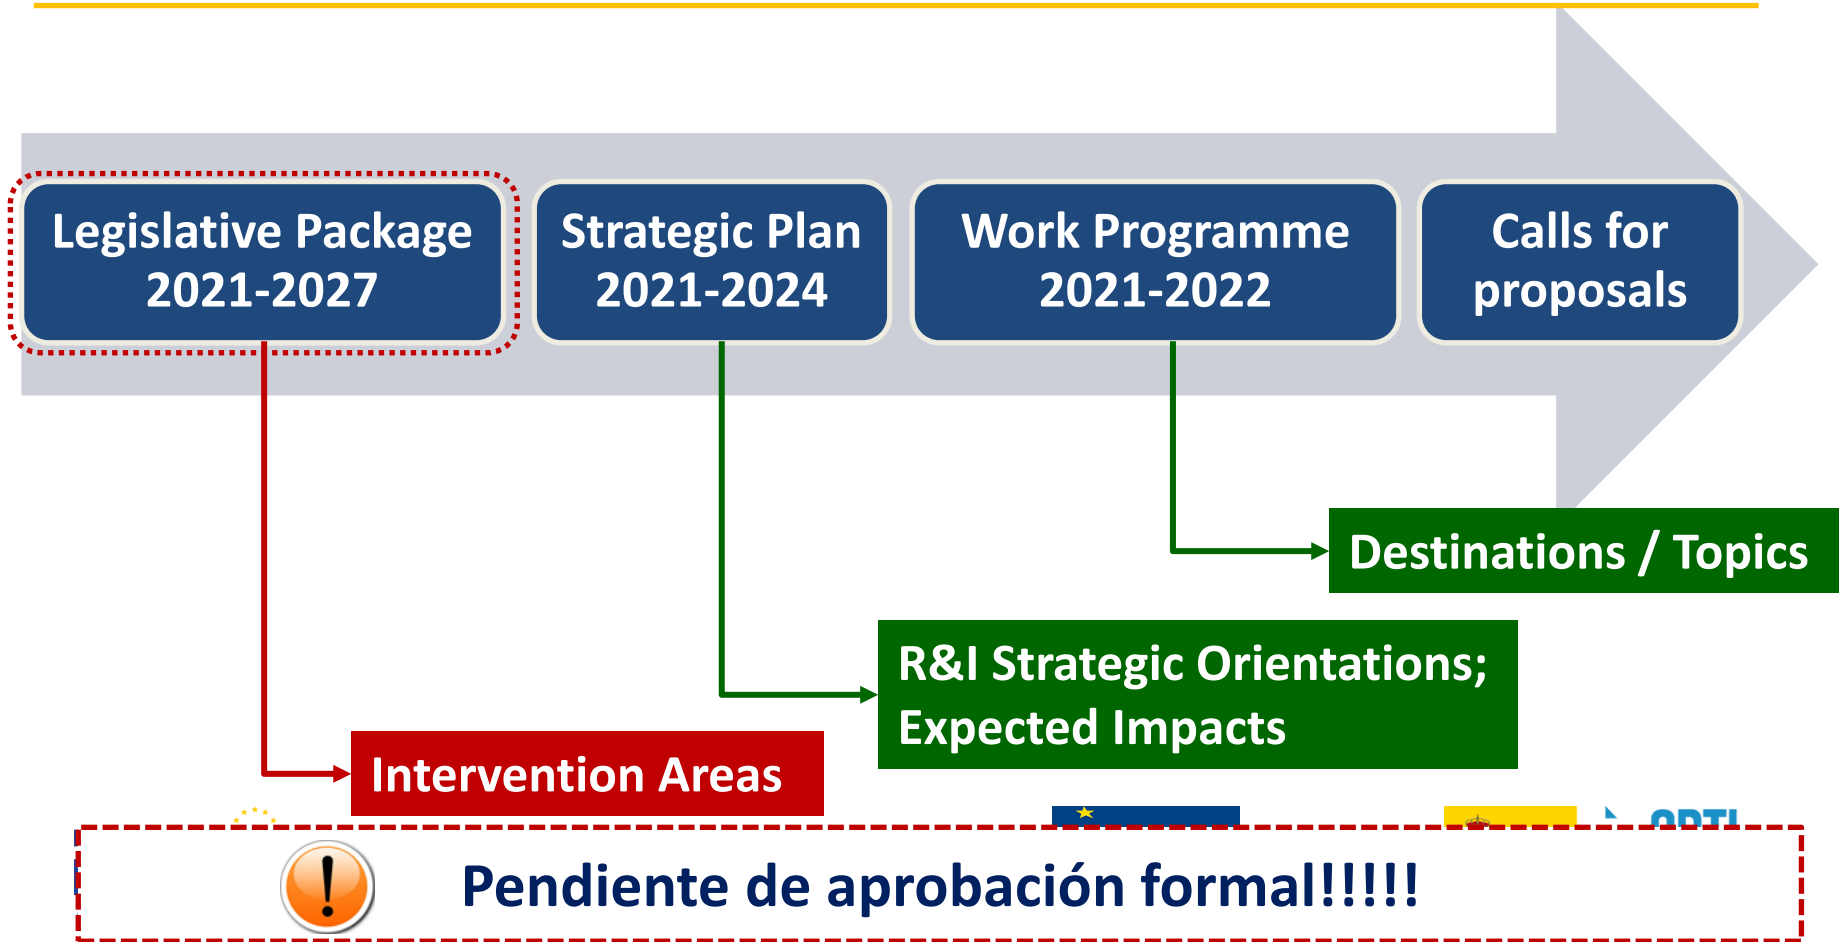 Legislative Package
2021-2027
Strategic Plan
2021-2024
Work Programme
2021-2022
Calls for
proposals
Destinations / Topics
R&I Strategic Orientations;
Expected Impacts
Intervention Areas
Pendiente de aprobación formal!!!!!